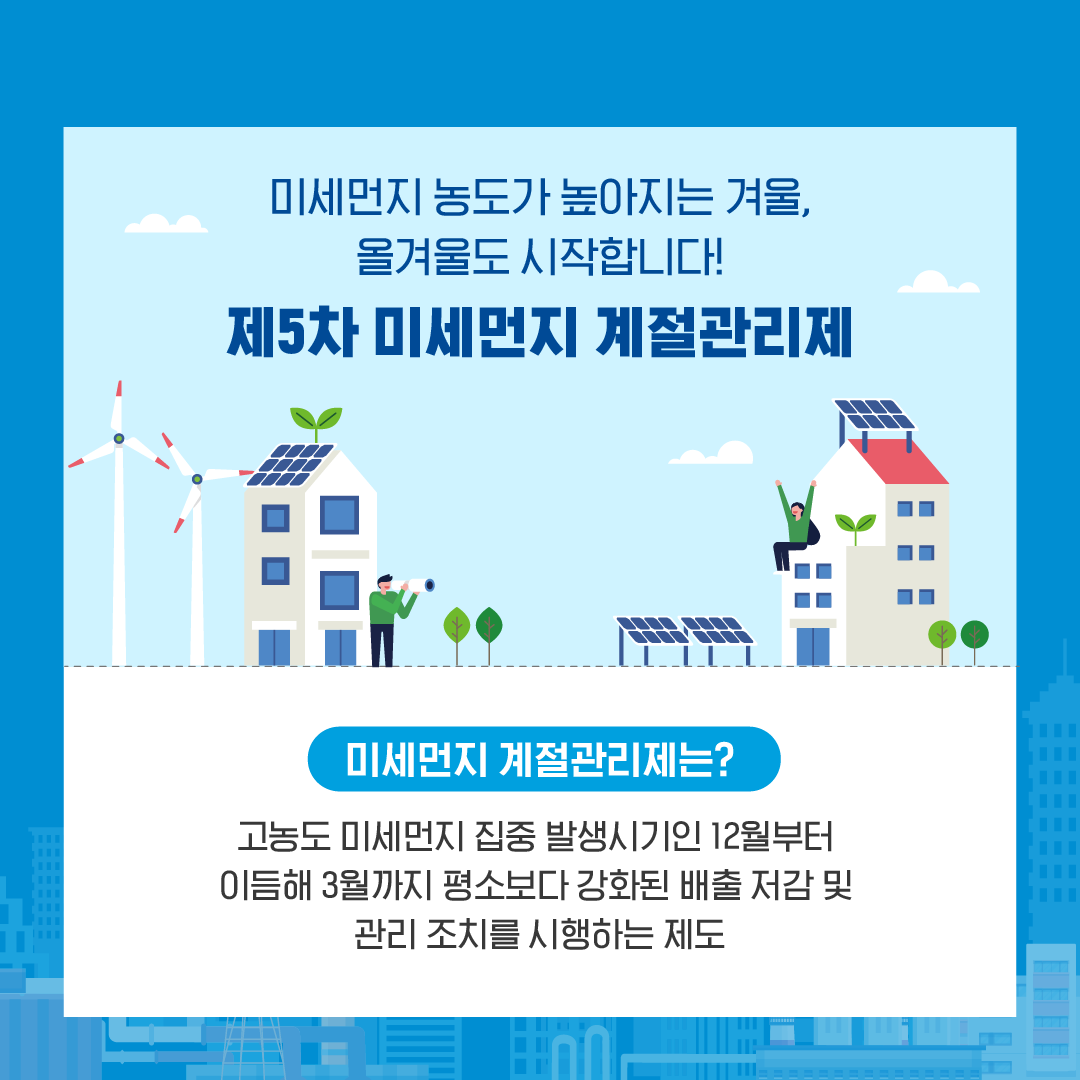 미세먼지 농도가 높아지는 겨울,
올겨울도 시작합니다!
제5차 미세먼지 계절관리제
미세먼지 계절관리제는?
고농도 미세먼지 집중 발생시기인 12월부터
이듬해 3월까지 평소보다 강화된 배출 저감 및
관리 조치를 시행하는 제도